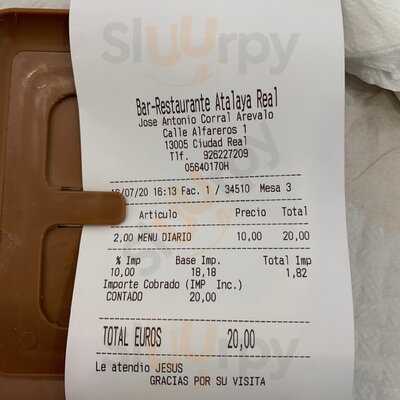 Sluurpy
Bar-Restaurante Atalaya Real
Jose Antonio Corral Arevalo
Calle Alfareros 1
13005 Ciudad Real
Tlf. 926227209
05640170H
16/07/20 16:13 Fac. 1 / 34510 Mesa 3
Articulo Precio Total
2,00 MENU DIARIO 10,00 20,00
% Imp Base Imp. Total Imp
10,00 18,18 1,82
Importe Cobrado (IMP Inc.)
CONTADO 20,00
TOTAL EUROS 20,00
Le atendio JESUS
GRACIAS POR SU VISITA